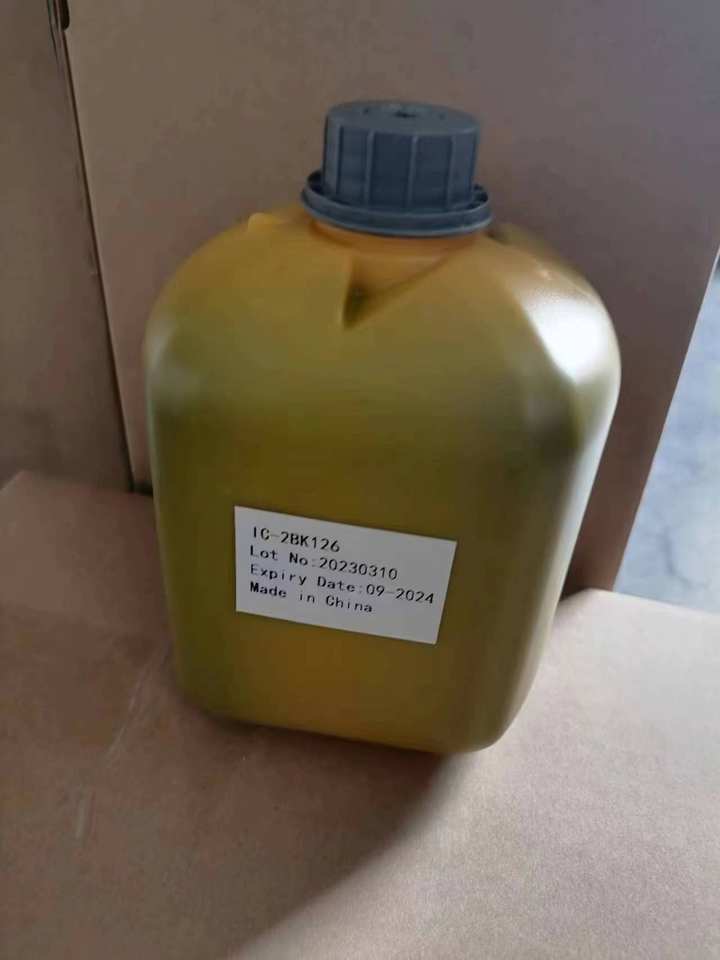 IC-2BK126
Lot No:20230310
Expiry Date:09-2024
Made in China